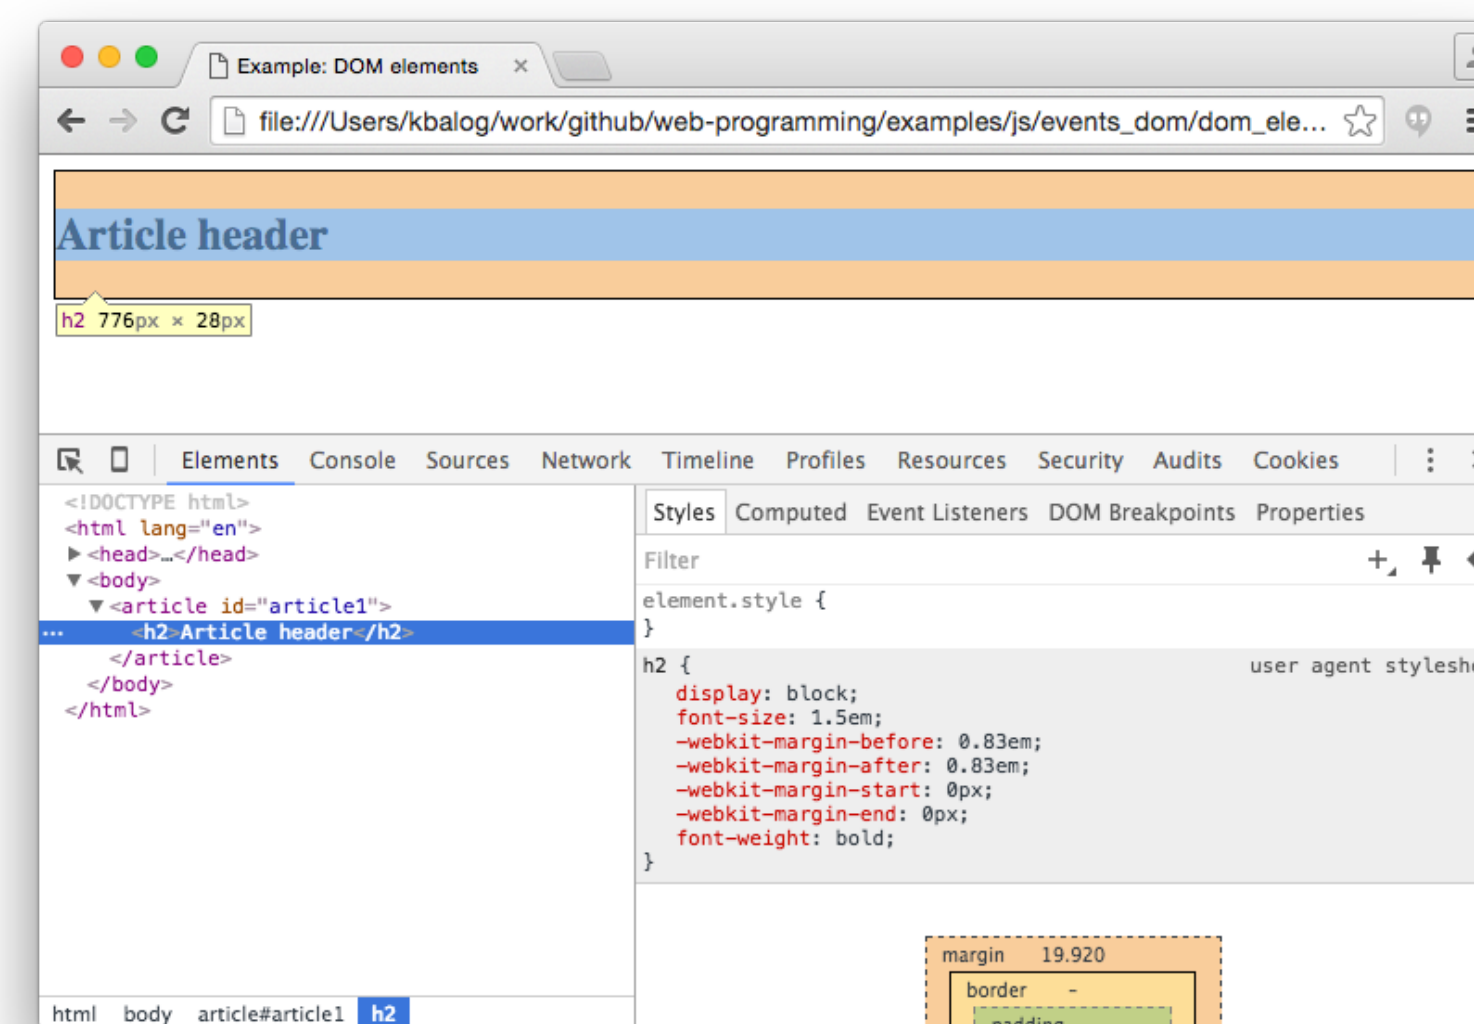 Example: DOM elements ×
file:///Users/kbalog/work/github/web-programming/examples/js/events_dom/dom_ele...
Article header
h2 776px × 28px
Elements Console Sources Network Timeline Profiles Resources Security Audits Cookies
<!DOCTYPE html>
<html lang="en">
▶<head>…</head>
▼<body>
▼<article id="article1">
... <h2>Article header</h2>
</article>
</body>
</html>
html body article#article1 h2
Styles Computed Event Listeners DOM Breakpoints Properties
Filter
element.style {
}
h2 { user agent
display: block;
font-size: 1.5em;
-webkit-margin-before: 0.83em;
-webkit-margin-after: 0.83em;
-webkit-margin-start: 0px;
-webkit-margin-end: 0px;
font-weight: bold;
}
margin 19.920
border -
padding